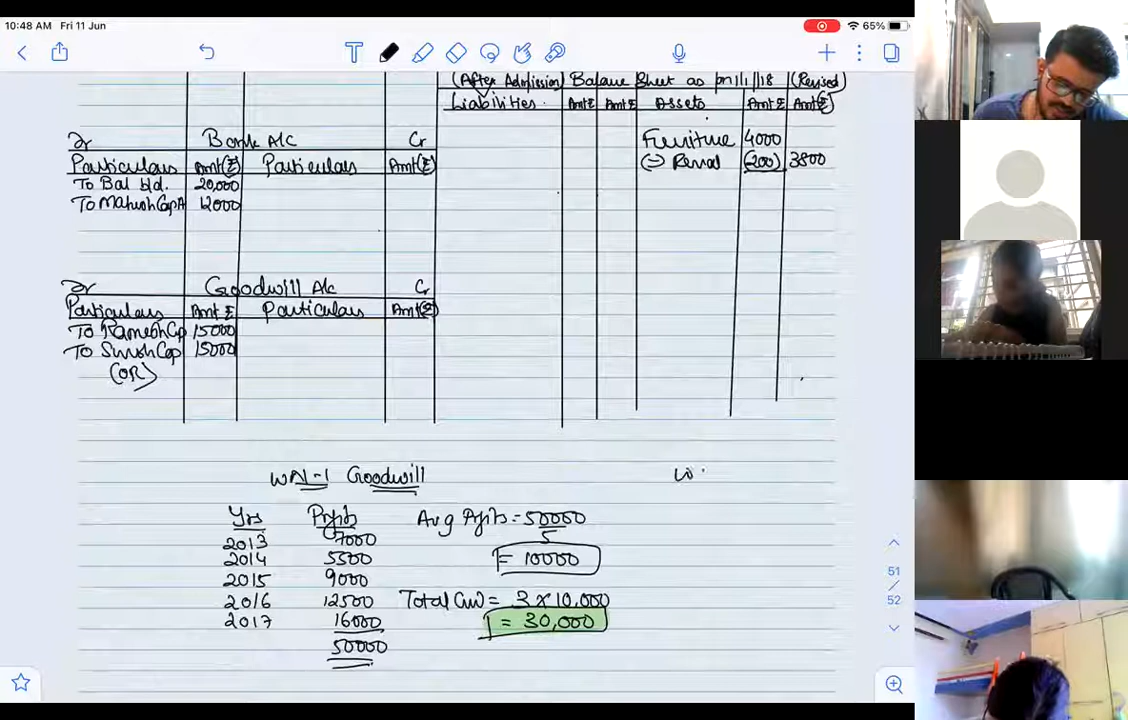 10:48 AM Fri 11 Jun
65%
(After Admission) Balance Sheet as on 1/1/18 (Revised)
Liabilities Amt ₹ Amt ₹ Assets Amt ₹ Amt ₹
Furniture 4000
(200) 3800
Dr Bank A/c Cr
Particulars Amt(₹) Particulars Amt(₹)
To Bal b/d. 20,000
To Mahesh Cap A 12000
Dr Goodwill A/c Cr
Particulars Amt ₹ Particulars Amt(₹)
To Ramesh Cap 15000
To Suresh Cap 15000
(OR)
WN-1 Goodwill
Yrs Profits
2013 7000
2014 5500
2015 9000
2016 12500
2017 16000
50000
Avg Profits = 50000
5
= 10000
Total GW = 3 X 10,000
= 30,000
51
/
52